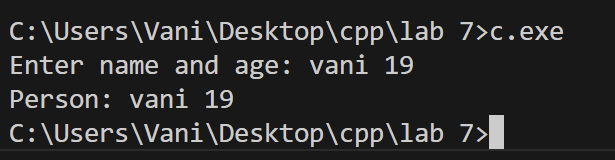 C:\Users\Vani\Desktop\cpp\lab 7>c.exe
Enter name and age: vani 19
Person: vani 19
C:\Users\Vani\Desktop\cpp\lab 7>